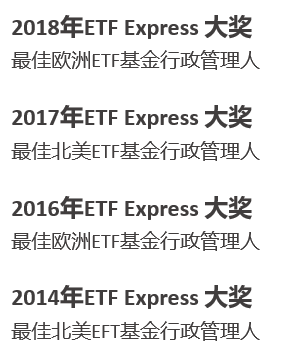 2018年ETF Express 大奖
最佳欧洲ETF基金行政管理人
2017年ETF Express 大奖
最佳北美ETF基金行政管理人
2016年ETF Express 大奖
最佳欧洲ETF基金行政管理人
2014年ETF Express 大奖
最佳北美EFT基金行政管理人